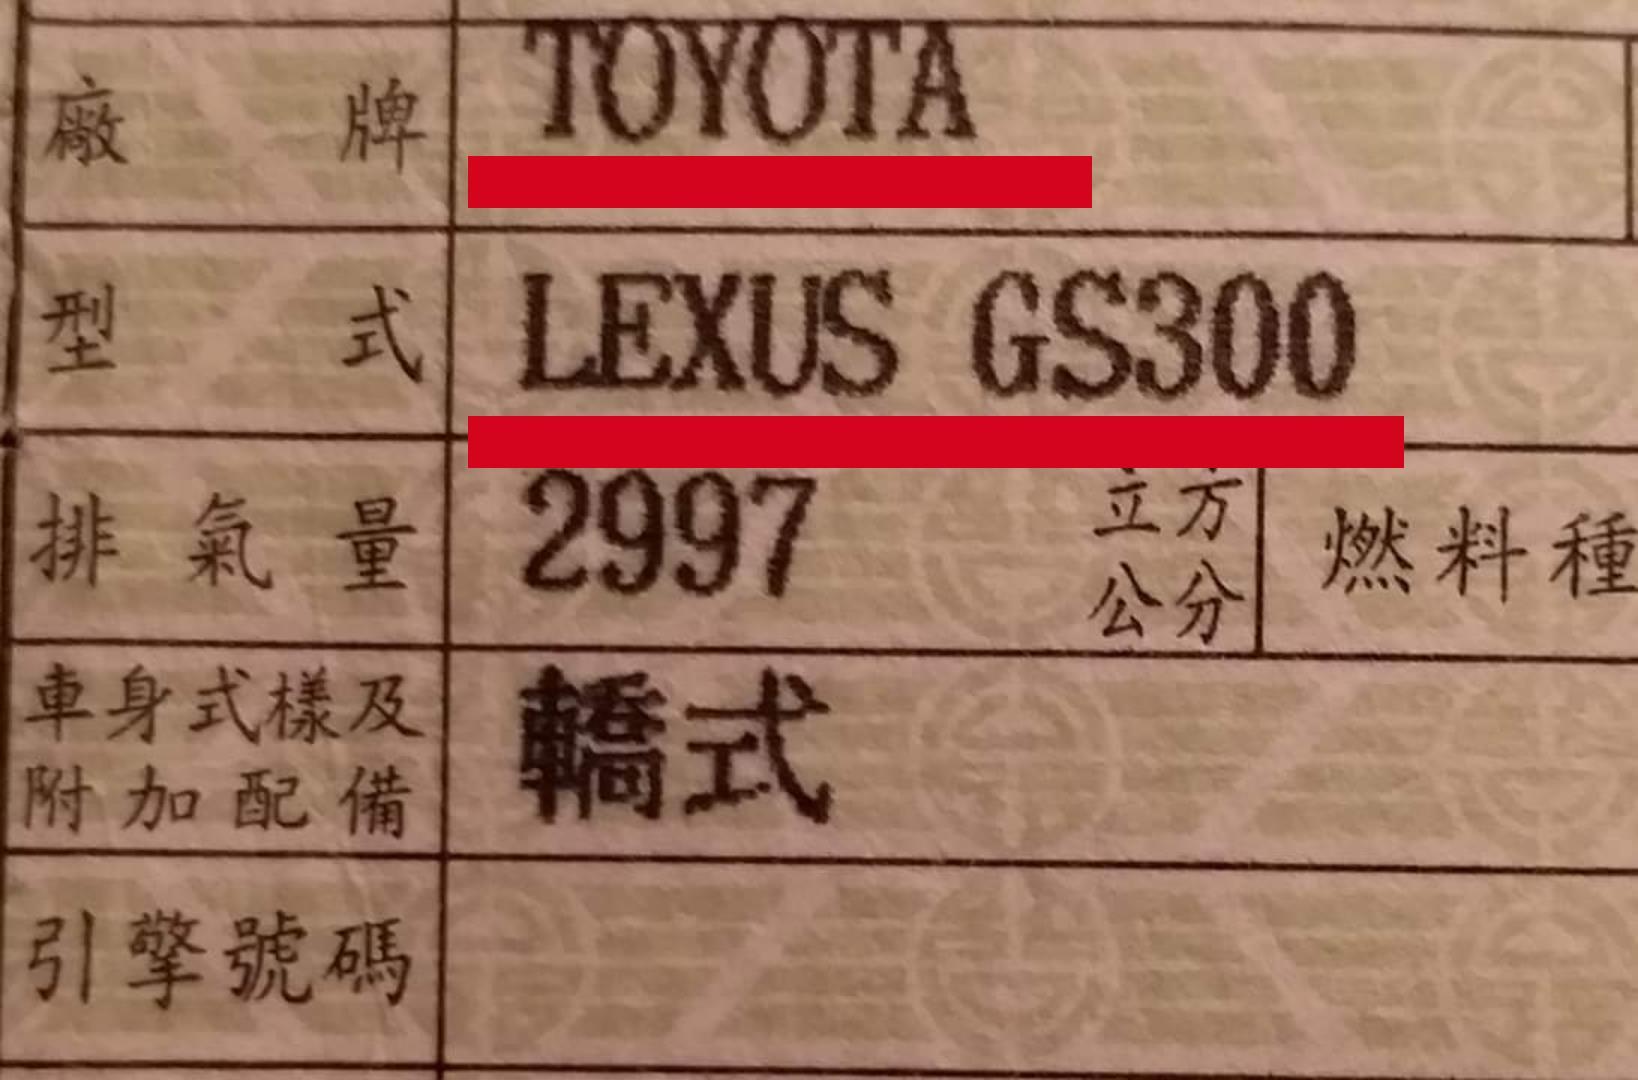 廠牌 TOYOTA
型式 LEXUS GS300
排氣量 2997 立方公分 燃料種
車身式樣及附加配備 轎式
引擎號碼